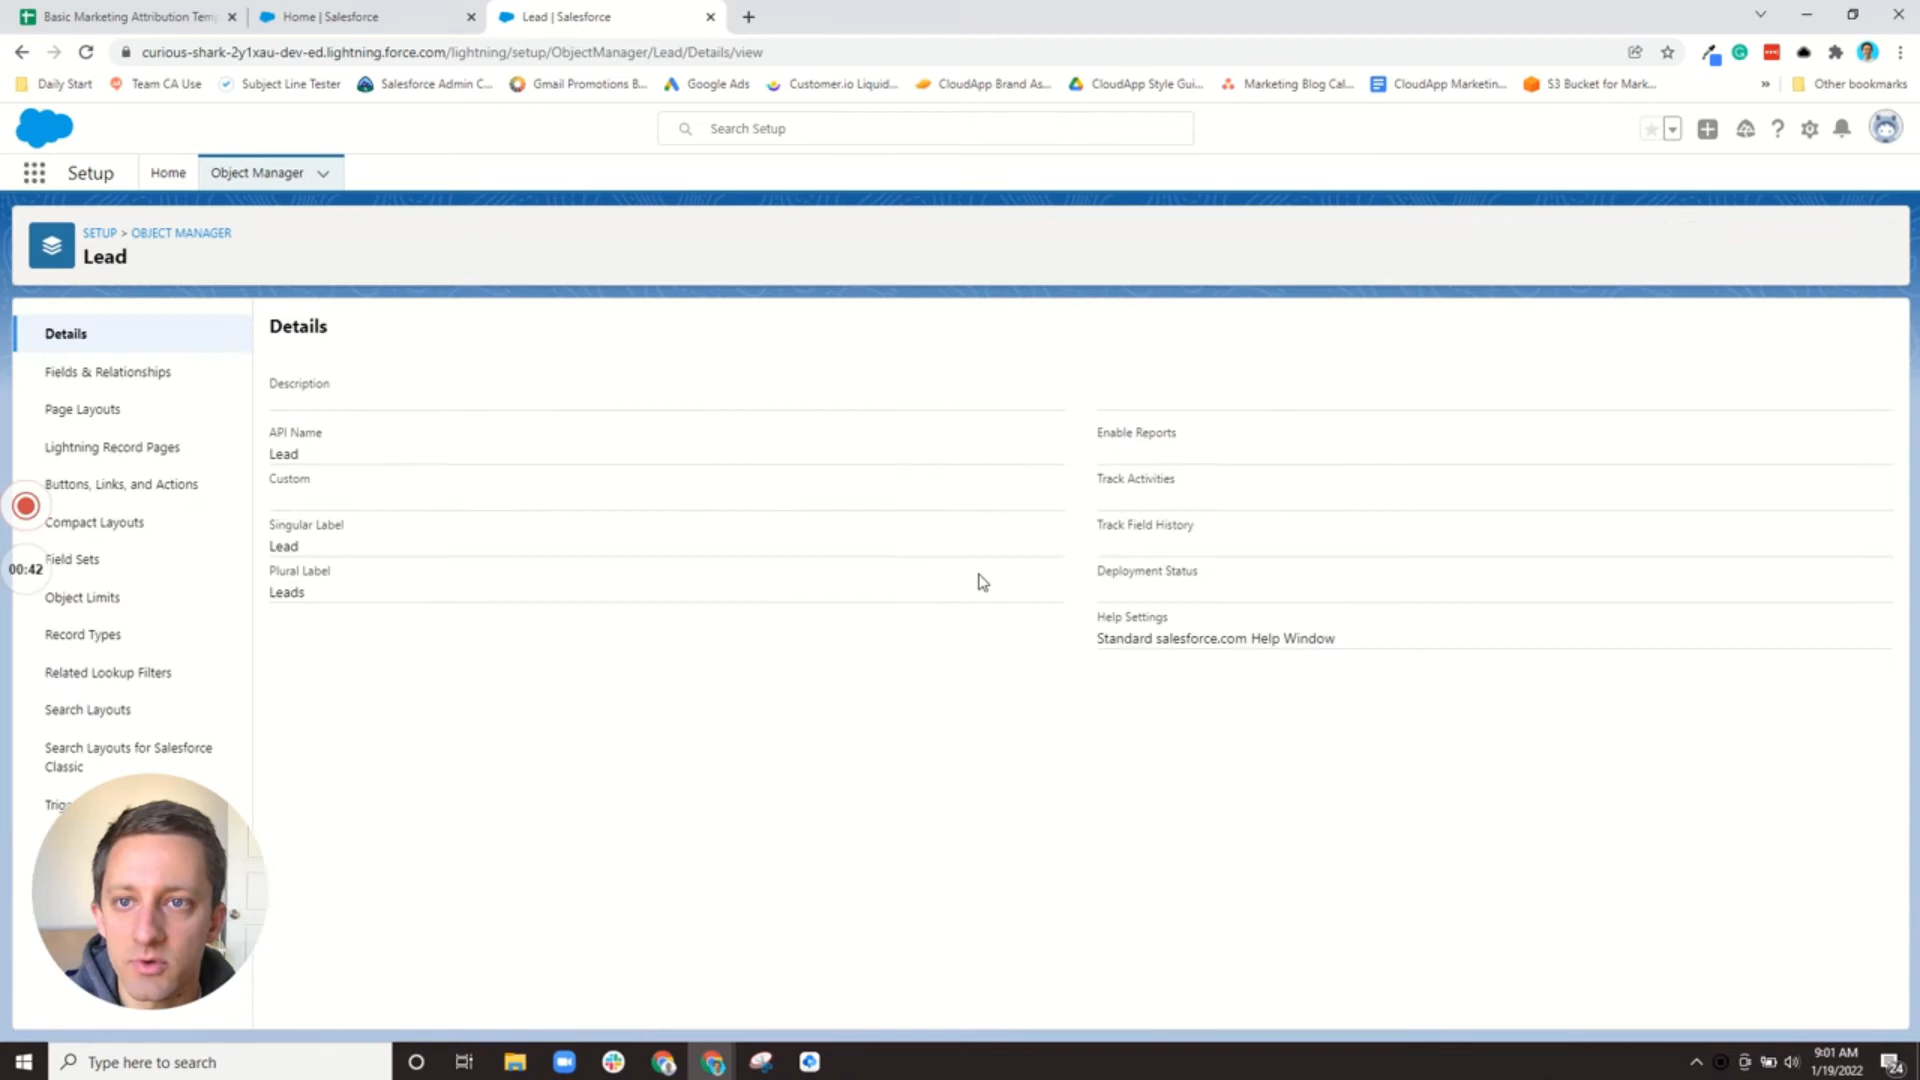 Basic Marketing Attribution Tem
Home | Salesforce
Lead | Salesforce
curious-shark-2y1xau-dev-ed.lightning.force.com/lightning/setup/ObjectManager/Lead/Details/view
Daily Start
Team CA Use
Subject Line Tester
Salesforce Admin C...
Gmail Promotions B...
Google Ads
Customer.io Liquid...
CloudApp Brand As...
CloudApp Style Gui...
Marketing Blog Cal...
CloudApp Marketin...
S3 Bucket for Mark...
»
Other bookmarks
Search Setup
Setup
Home
Object Manager
SETUP > OBJECT MANAGER
Lead
Details
Fields & Relationships
Page Layouts
Lightning Record Pages
Buttons, Links, and Actions
Compact Layouts
Field Sets
00:42
Object Limits
Record Types
Related Lookup Filters
Search Layouts
Search Layouts for Salesforce
Classic
Trig
Details
Description
API Name
Lead
Custom
Singular Label
Lead
Plural Label
Leads
Enable Reports
Track Activities
Track Field History
Deployment Status
Help Settings
Standard salesforce.com Help Window
Type here to search
9:01 AM
1/19/2022
24